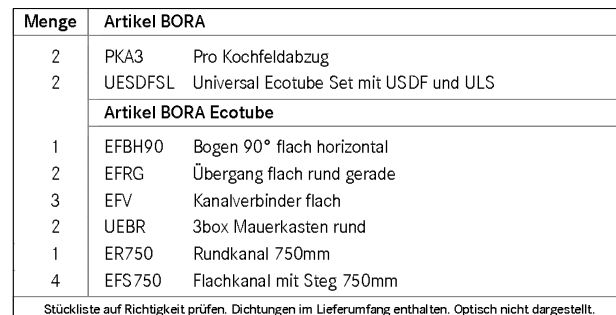 Menge Artikel BORA
2 PKA3 Pro Kochfeldabzug
2 UESDFSL Universal Ecotube Set mit USDF und ULS
Artikel BORA Ecotube
1 EFBH90 Bogen 90° flach horizontal
2 EFRG Übergang flach rund gerade
3 EFV Kanalverbinder flach
2 UEBR 3box Mauerkasten rund
1 ER750 Rundkanal 750mm
4 EFS750 Flachkanal mit Steg 750mm
Stückliste auf Richtigkeit prüfen. Dichtungen im Lieferumfang enthalten. Optisch nicht dargestellt.